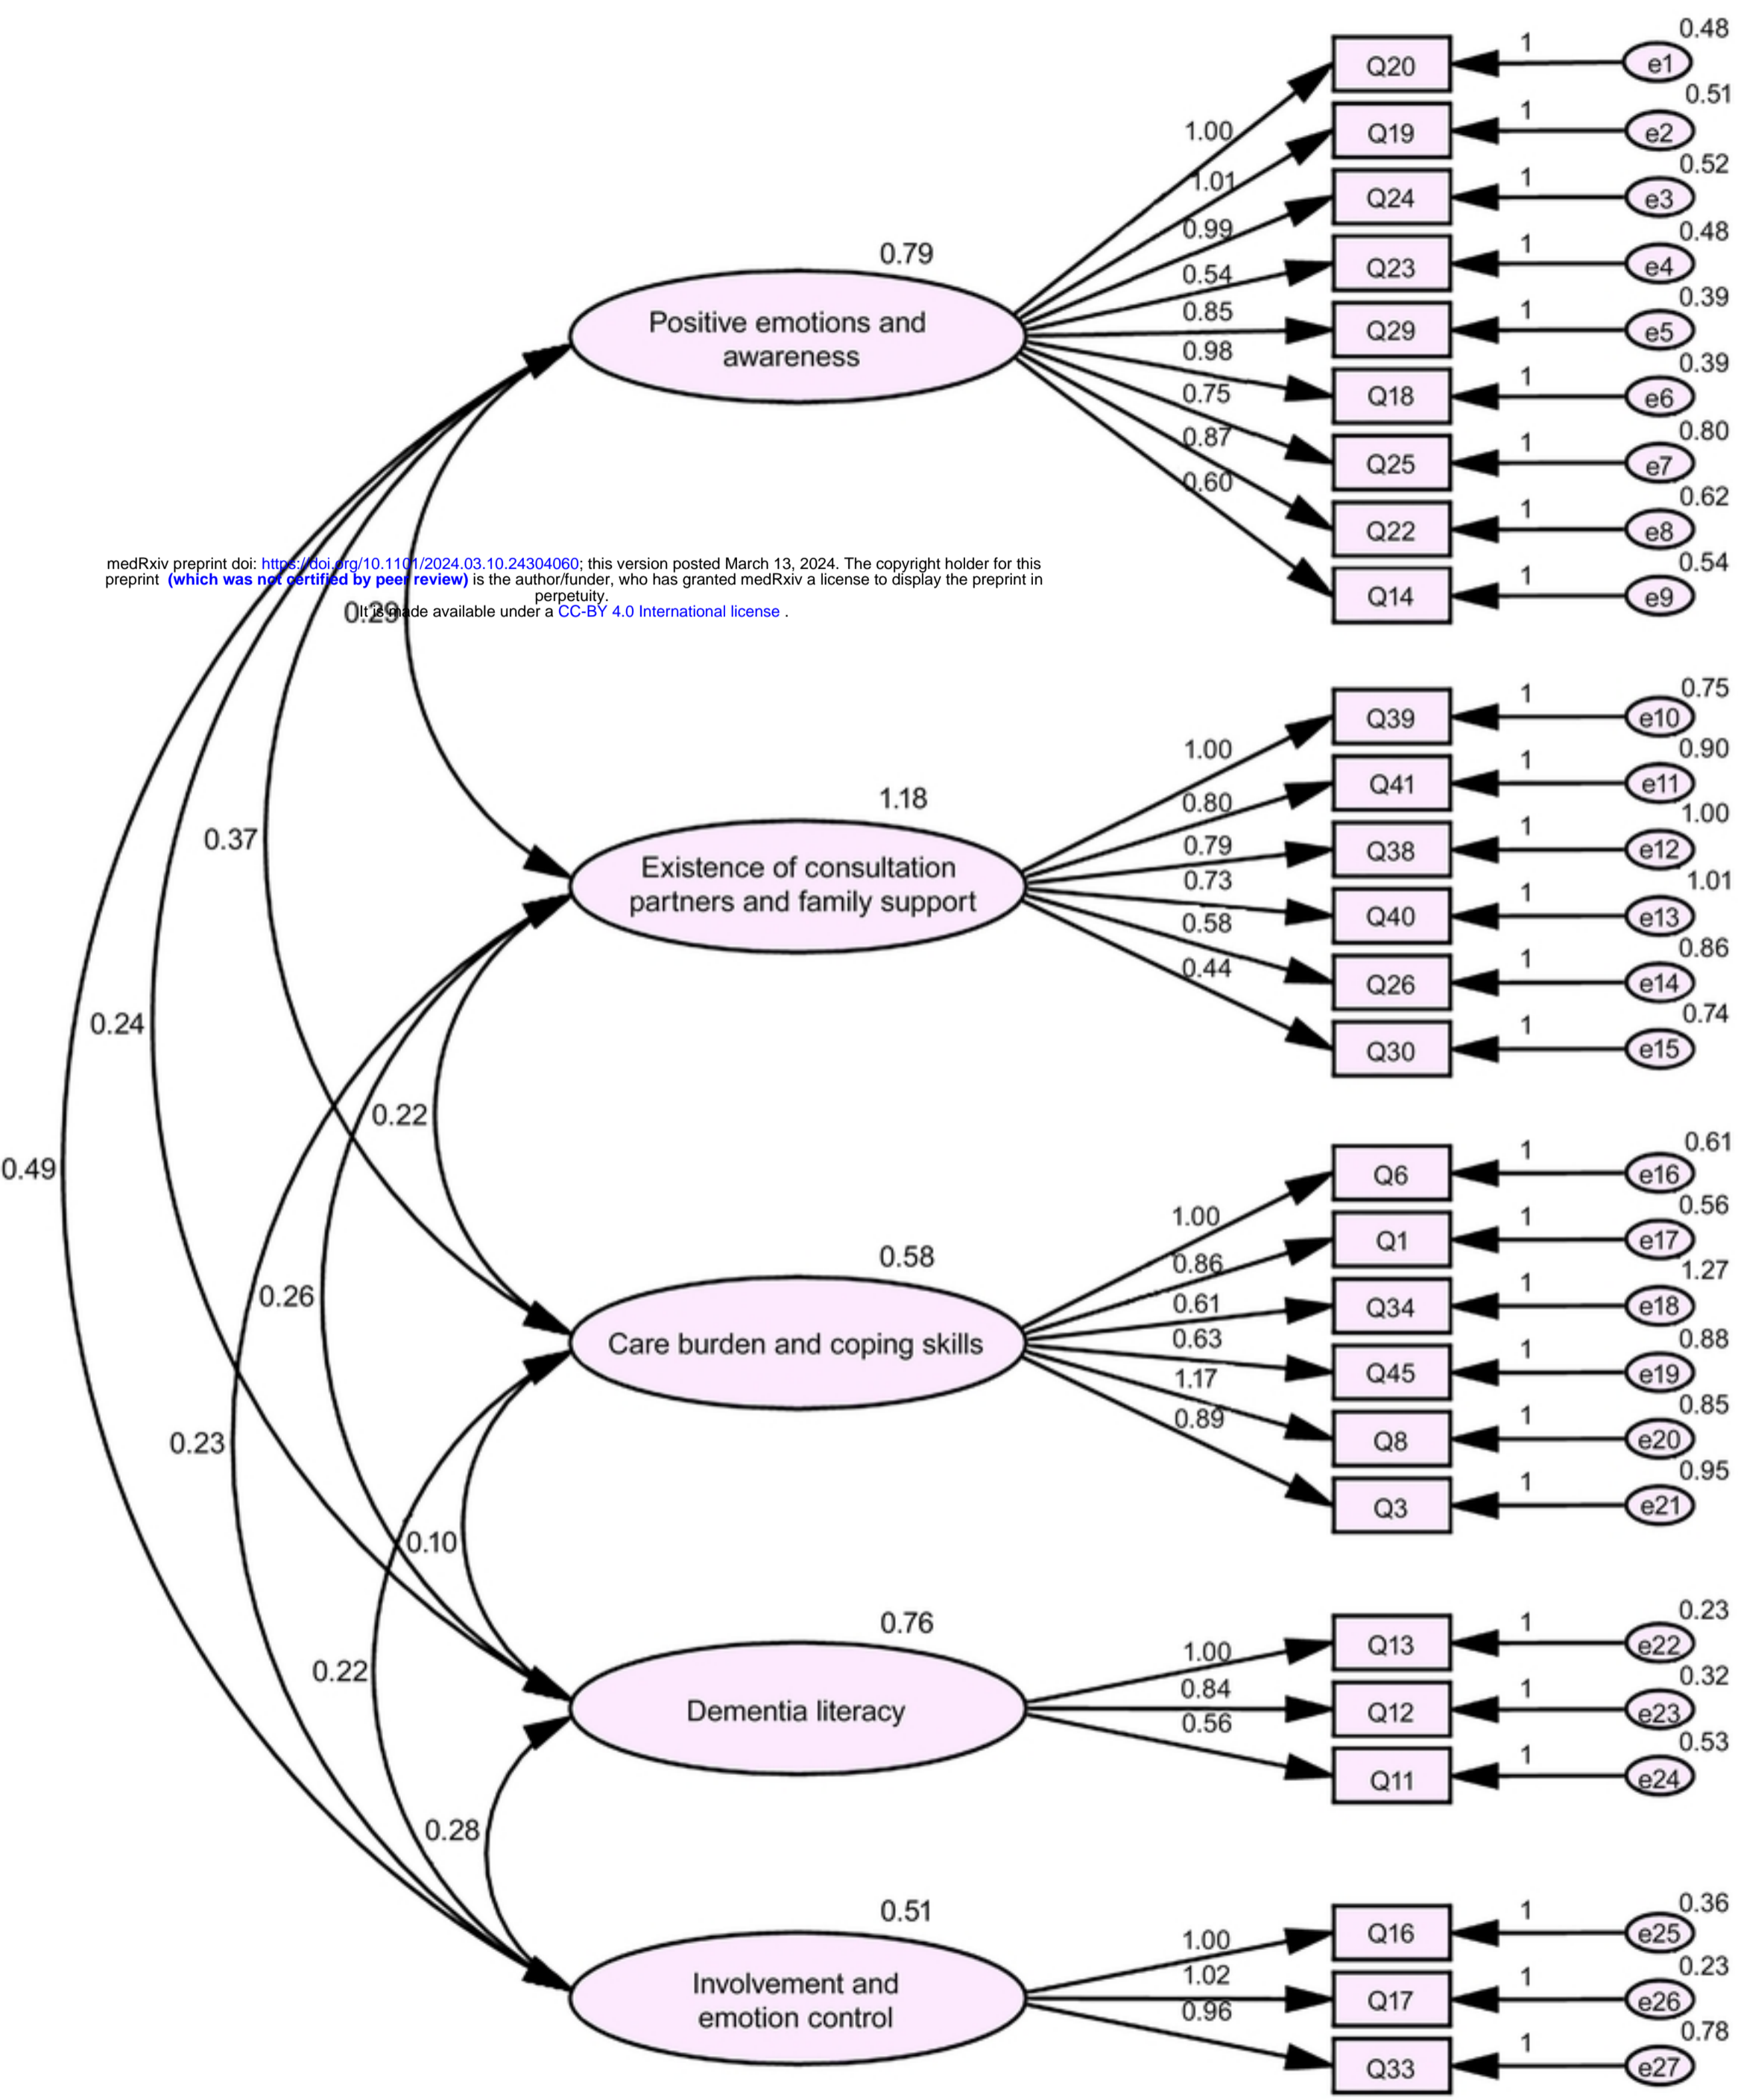 0.48
1
Q20
e1
0.51
1.00
1
Q19
e2
0.52
1.01
1
Q24
e3
0.48
0.99
1
0.79
Q23
e4
0.54
0.39
0.85
1
Positive emotions and
awareness
Q29
e5
0.39
0.98
1
Q18
e6
0.75
0.80
0.87
1
Q25
e7
0.60
0.62
1
Q22
e8
0.54
medRxiv preprint doi: https://doi.org/10.1101/2024.03.10.24304060; this version posted March 13, 2024. The copyright holder for this
preprint (which was not certified by peer review) is the author/funder, who has granted medRxiv a license to display the preprint in
perpetuity.
It is made available under a CC-BY 4.0 International license .
0.29
1
Q14
e9
0.75
1
Q39
e10
1.00
0.90
1
Q41
e11
1.18
0.80
1.00
0.37
1
0.79
Q38
e12
Existence of consultation
partners and family support
0.73
1.01
1
Q40
e13
0.58
0.86
1
0.44
Q26
e14
0.74
0.24
1
Q30
e15
0.22
0.61
1
0.49
Q6
e16
0.56
1.00
1
Q1
e17
0.58
0.86
1.27
0.26
1
0.61
Q34
e18
Care burden and coping skills
0.63
0.88
1
Q45
e19
1.17
0.85
0.89
1
0.23
Q8
e20
0.95
1
Q3
e21
0.10
0.76
0.23
1
1.00
Q13
e22
0.22
0.32
0.84
1
Dementia literacy
Q12
e23
0.56
0.53
1
Q11
e24
0.28
0.51
0.36
1
1.00
Q16
e25
0.23
1.02
1
Involvement and
emotion control
Q17
e26
0.96
0.78
1
Q33
e27